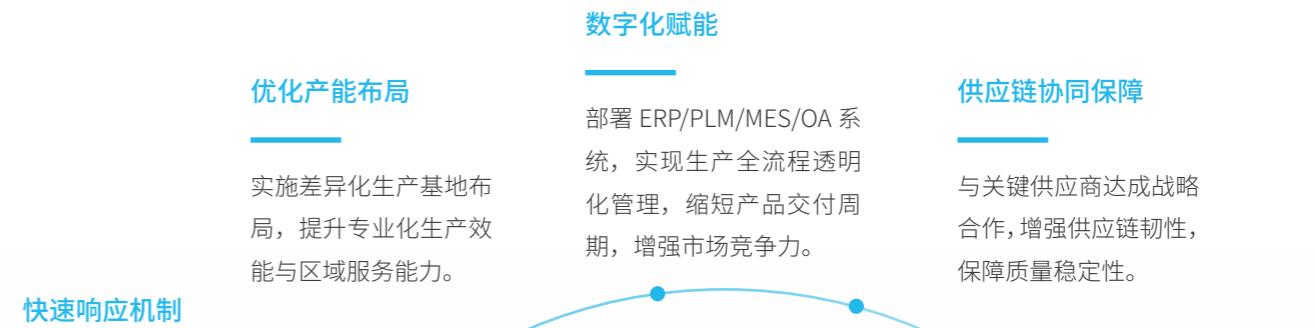 数字化赋能
部署 ERP/PLM/MES/OA 系
统，实现生产全流程透明
化管理，缩短产品交付周
期，增强市场竞争力。
优化产能布局
实施差异化生产基地布
局，提升专业化生产效
能与区域服务能力。
供应链协同保障
与关键供应商达成战略
合作，增强供应链韧性，
保障质量稳定性。
快速响应机制